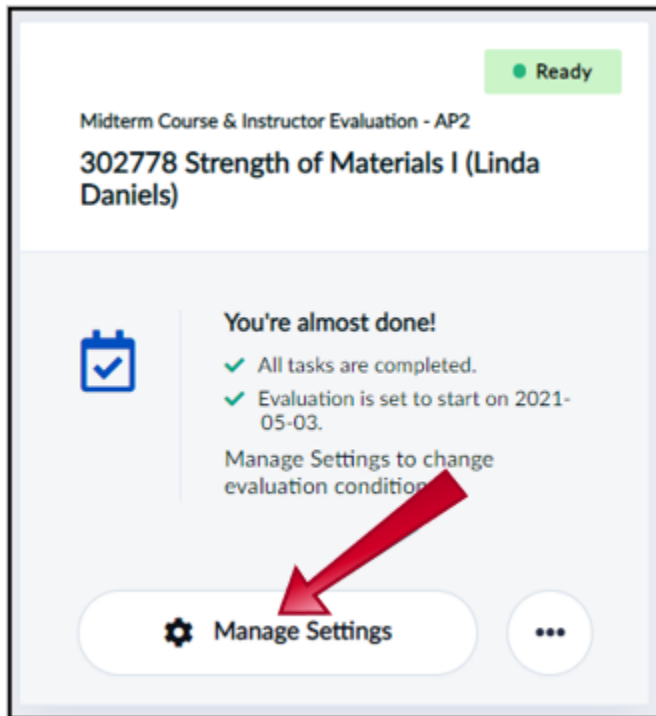 Ready
Midterm Course & Instructor Evaluation - AP2
302778 Strength of Materials I (Linda
Daniels)
You're almost done!
All tasks are completed.
Evaluation is set to start on 2021-
05-03.
Manage Settings to change
evaluation condition
Manage Settings